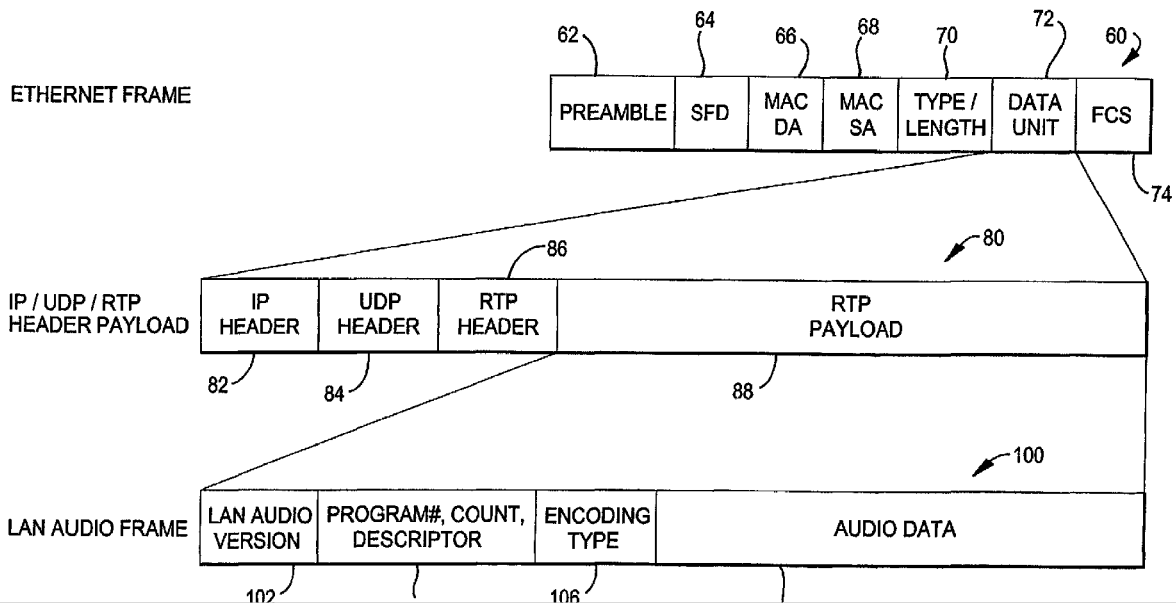 62 64 66 68 70 72 60
ETHERNET FRAME
PREAMBLE SFD MAC DA MAC SA TYPE / LENGTH DATA UNIT FCS
74
86 80
IP / UDP / RTP HEADER PAYLOAD
IP HEADER UDP HEADER RTP HEADER RTP PAYLOAD
82 84 88
100
LAN AUDIO FRAME
LAN AUDIO VERSION PROGRAM#, COUNT, DESCRIPTOR ENCODING TYPE AUDIO DATA
102 106